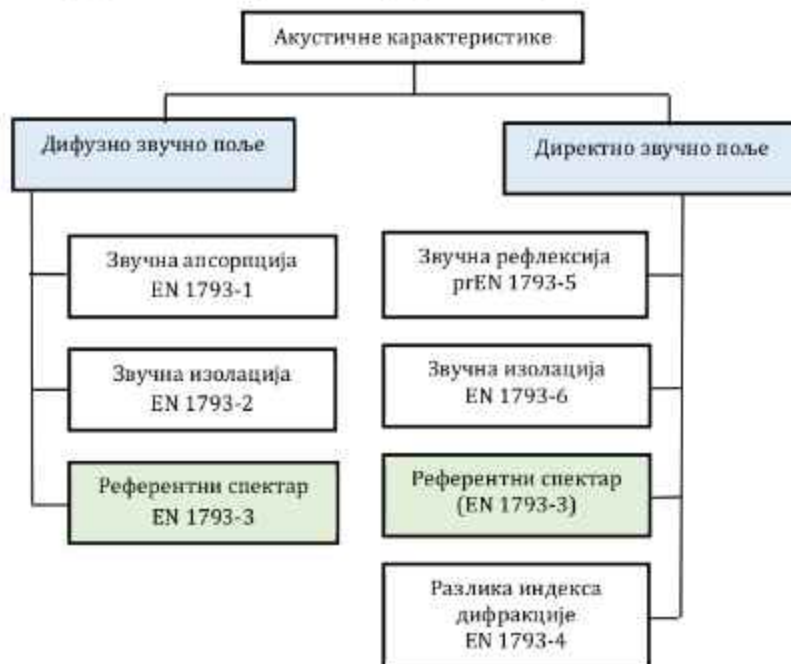 Акустичне карактеристике
Дифузно звучно поље
Директно звучно поље
Звучна апсорпција
EN 1793-1
Звучна изолација
EN 1793-2
Референтни спектар
EN 1793-3
Звучна рефлексија
prEN 1793-5
Звучна изолација
EN 1793-6
Референтни спектар
(EN 1793-3)
Разлика индекса
дифракције
EN 1793-4